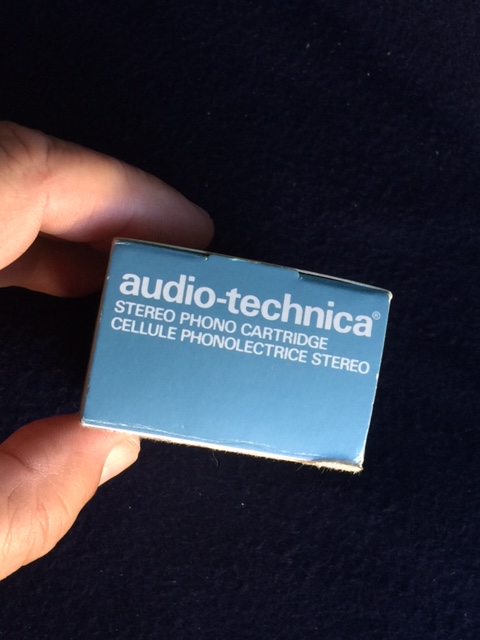 audio-technica®
STEREO PHONO CARTRIDGE
CELLULE PHONOLECTRICE STEREO